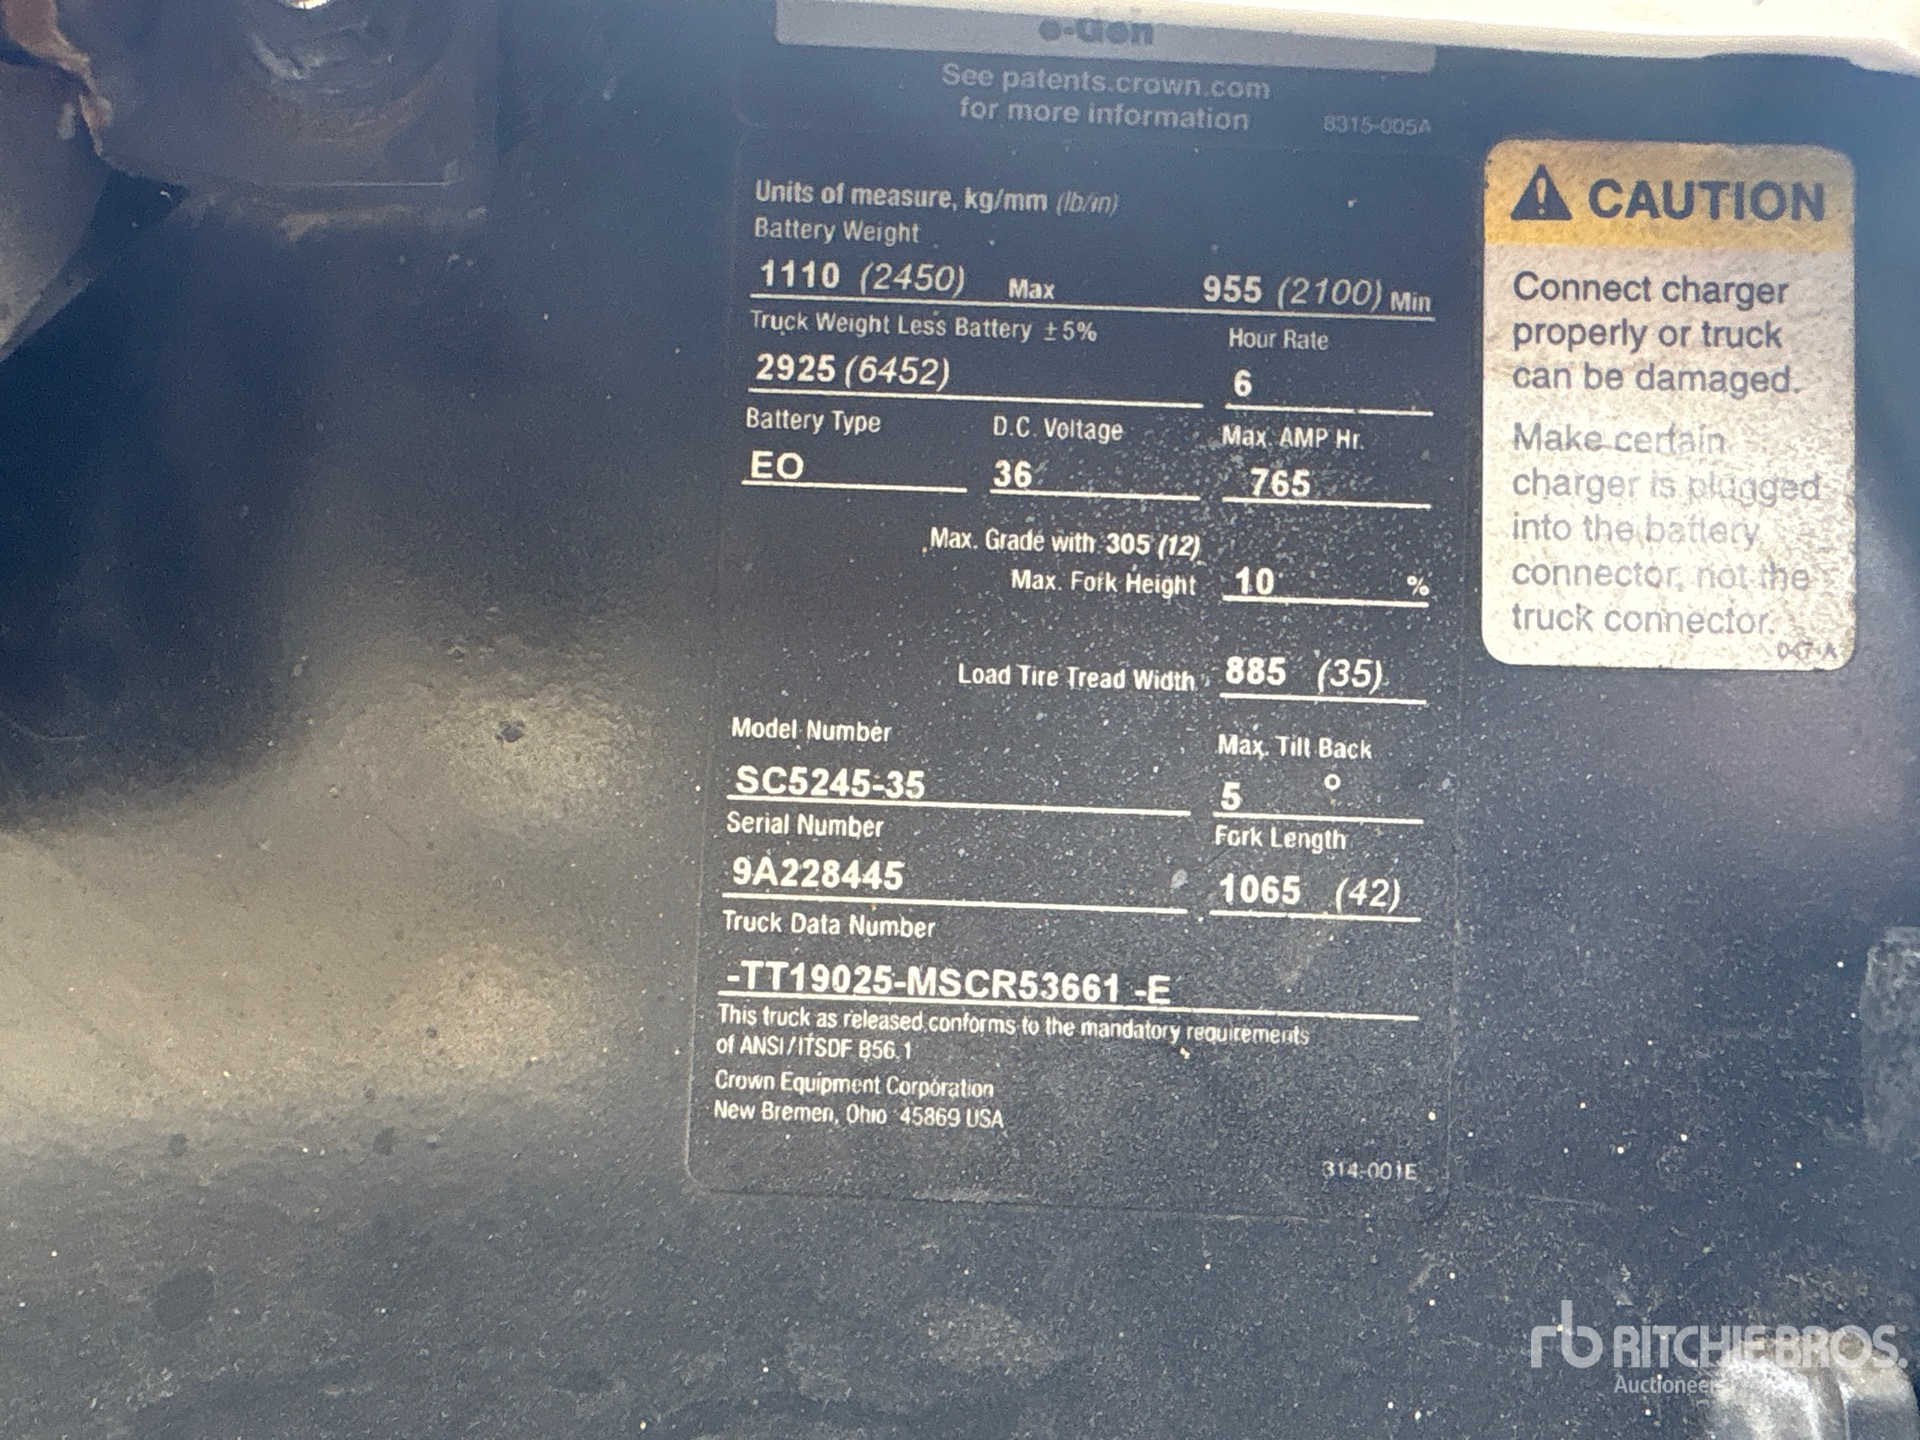 e-Gen
See patents.crown.com
for more information
8315-005A
Units of measure, kg/mm (lb/in)
Battery Weight
1110 (2450) Max 955 (2100) Min
Truck Weight Less Battery ±5% Hour Rate
2925 (6452) 6
Battery Type D.C. Voltage Max. AMP Hr.
EO 36 765
Max. Grade with 305 (12)
Max. Fork Height 10 %
Load Tire Tread Width 885 (35)
Model Number Max. Tilt Back
SC5245-35 5 °
Serial Number Fork Length
9A228445 1065 (42)
Truck Data Number
-TT19025-MSCR53661 -E
This truck as released conforms to the mandatory requirements
of ANSI/ITSDF B56.1
Crown Equipment Corporation
New Bremen, Ohio 45869 USA
314-001E
CAUTION
Connect charger
properly or truck
can be damaged.
Make certain
charger is plugged
into the battery
connector, not the
truck connector.
047-A
rb RITCHIE BROS.
Auctioneers